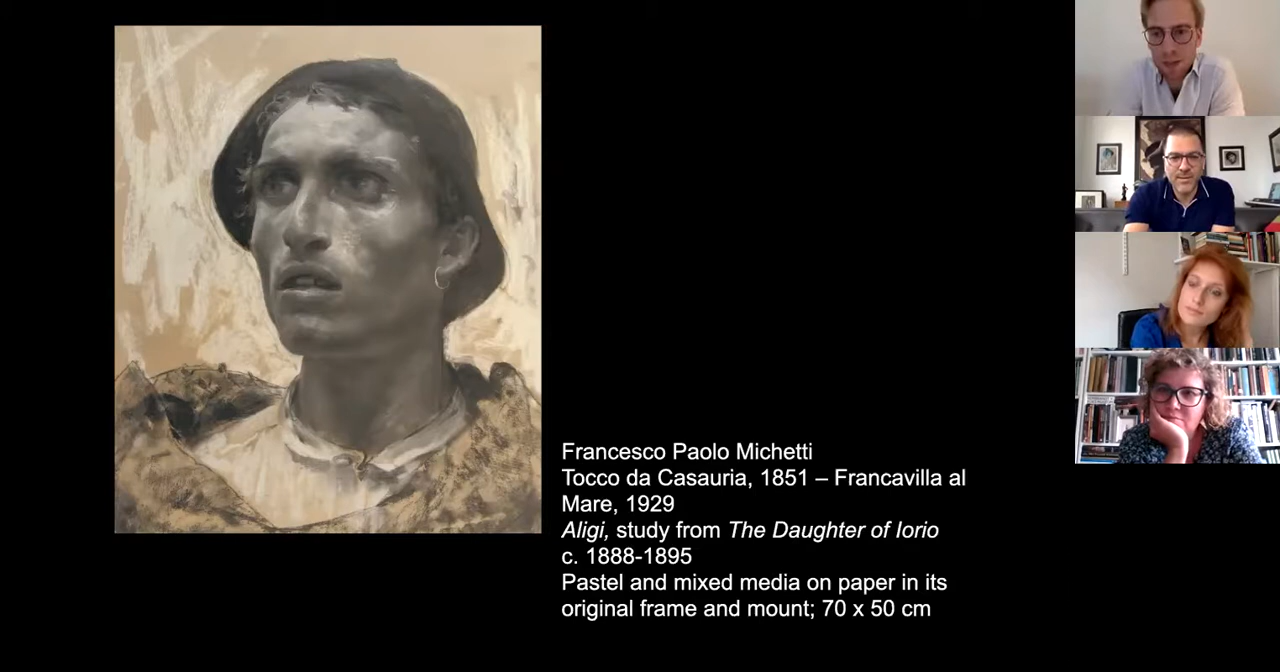 Francesco Paolo Michetti
Tocco da Casauria, 1851 – Francavilla al
Mare, 1929
Aligi, study from The Daughter of Iorio
c. 1888-1895
Pastel and mixed media on paper in its
original frame and mount; 70 x 50 cm